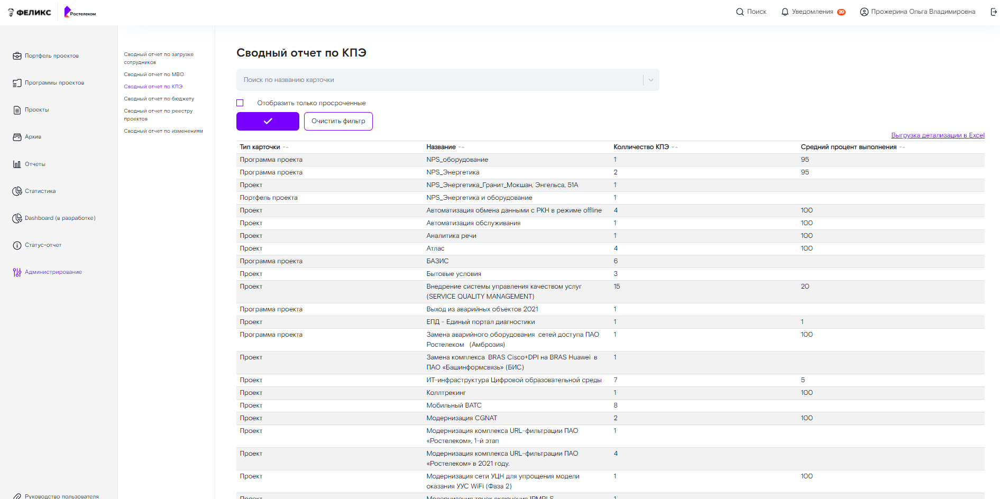 ФЕЛИКС
Ростелеком
Поиск
Уведомления 20
Прожерина Ольга Владимировна
Портфель проектов
Программы проектов
Проекты
Архив
Отчеты
Статистика
Dashboard (в разработке)
Статус-отчет
Администрирование
Руководство пользователя
Сводный отчет по загрузке
сотрудников
Сводный отчет по МВО
Сводный отчет по КПЭ
Сводный отчет по бюджету
Сводный отчет по реестру
проектов
Сводный отчет по изменениям
Сводный отчет по КПЭ
Поиск по названию карточки
Отобразить только просроченные
Очистить фильтр
Выгрузка детализации в Excel
Тип карточки Название Колличество КПЭ Средний процент выполнения
Программа проекта NPS_оборудование 1 95
Программа проекта NPS_Энергетика 2 95
Проект NPS_Энергетика_Гранит_Мокшан, Энгельса, 51А 1
Портфель проекта NPS_Энергетика и оборудование 1
Проект Автоматизация обмена данными с РКН в режиме offline 4 100
Проект Автоматизация обслуживания 1 100
Проект Аналитика речи 1 100
Проект Атлас 4 100
Программа проекта БАЗИС 6
Проект Бытовые условия 3
Проект Внедрение системы управления качеством услуг 15 20
(SERVICE QUALITY MANAGEMENT)
Программа проекта Выход из аварийных объектов 2021 1
Проект ЕПД - Единый портал диагностики 1 1
Программа проекта Замена аварийного оборудования сетей доступа ПАО 1 100
Ростелеком (Амброзия)
Проект Замена комплекса BRAS Cisco+DPI на BRAS Huawei в 1
ПАО «Башинформсвязь» (БИС)
Проект ИТ-инфраструктура Цифровой образовательной среды 7 5
Проект Коллтрекинг 1 100
Проект Мобильный ВАТС 8
Проект Модернизация CGNAT 2 100
Проект Модернизация комплекса URL-фильтрации ПАО 1
«Ростелеком», 1-й этап
Проект Модернизация комплекса URL-фильтрации ПАО 4
«Ростелеком» в 2021 году.
Проект Модернизация сети УЦН для упрощения модели 1 100
оказания УУС WiFi (Фаза 2)
Проект Модернизация точек включения IPMPLS 1